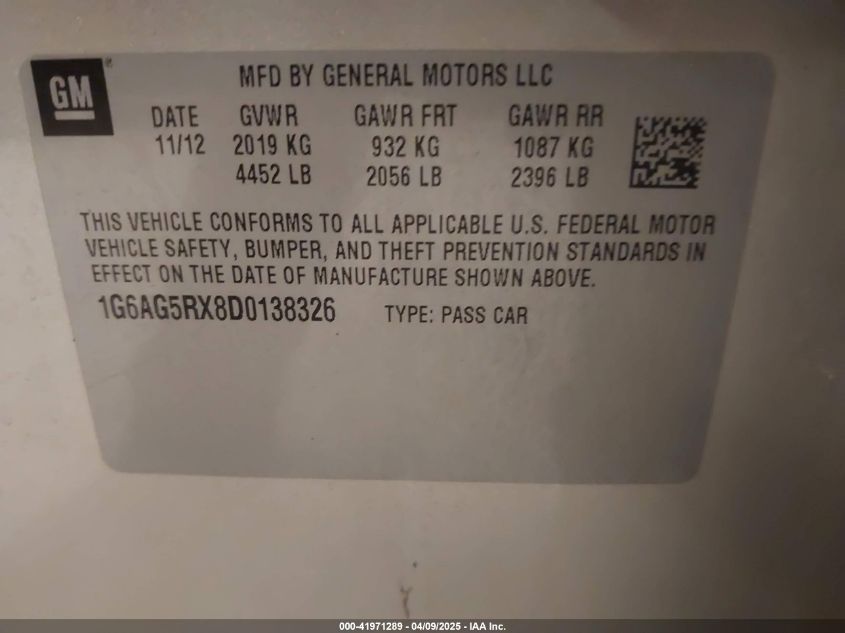 GM
MFD BY GENERAL MOTORS LLC
DATE GVWR GAWR FRT GAWR RR
11/12 2019 KG 932 KG 1087 KG
4452 LB 2056 LB 2396 LB
THIS VEHICLE CONFORMS TO ALL APPLICABLE U.S. FEDERAL MOTOR
VEHICLE SAFETY, BUMPER, AND THEFT PREVENTION STANDARDS IN
EFFECT ON THE DATE OF MANUFACTURE SHOWN ABOVE.
1G6AG5RX8D0138326 TYPE: PASS CAR
000-41971289 - 04/09/2025 - IAA Inc.